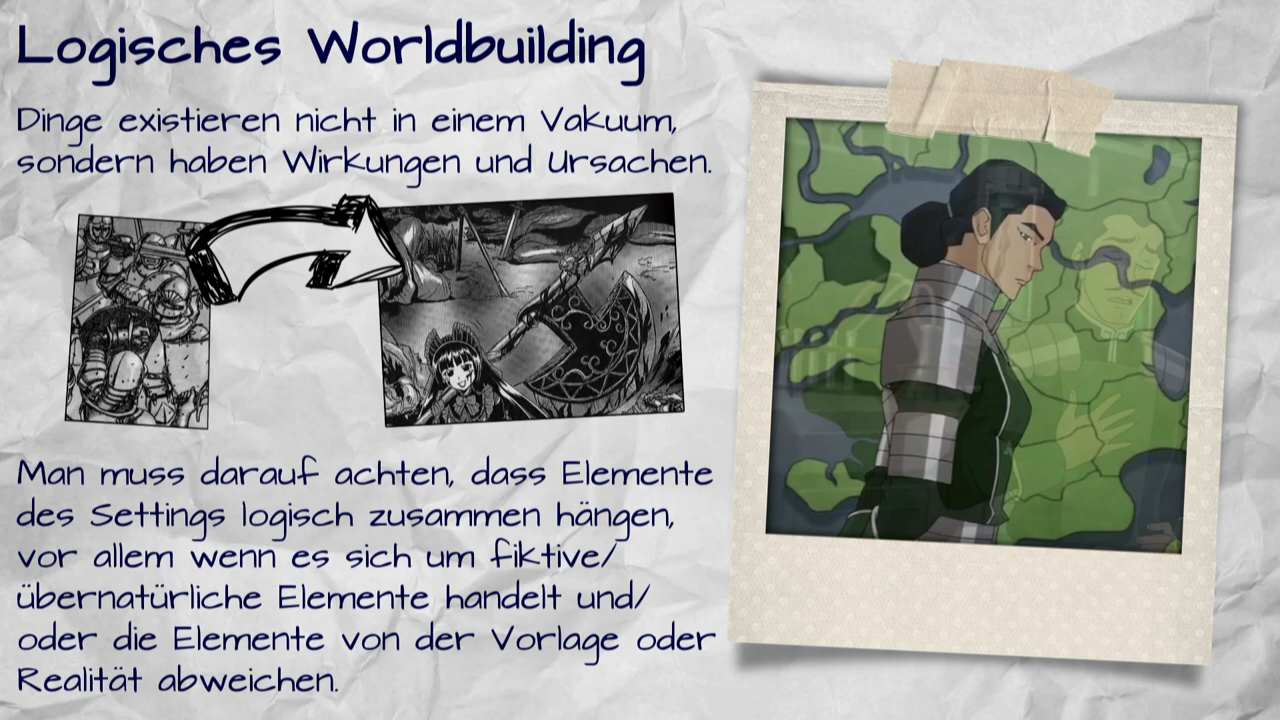 Logisches Worldbuilding
Dinge existieren nicht in einem Vakuum,
sondern haben Wirkungen und Ursachen.
Man muss darauf achten, dass Elemente
des Settings logisch zusammen hängen,
vor allem wenn es sich um fiktive/
übernatürliche Elemente handelt und/
oder die Elemente von der Vorlage oder
Realität abweichen.